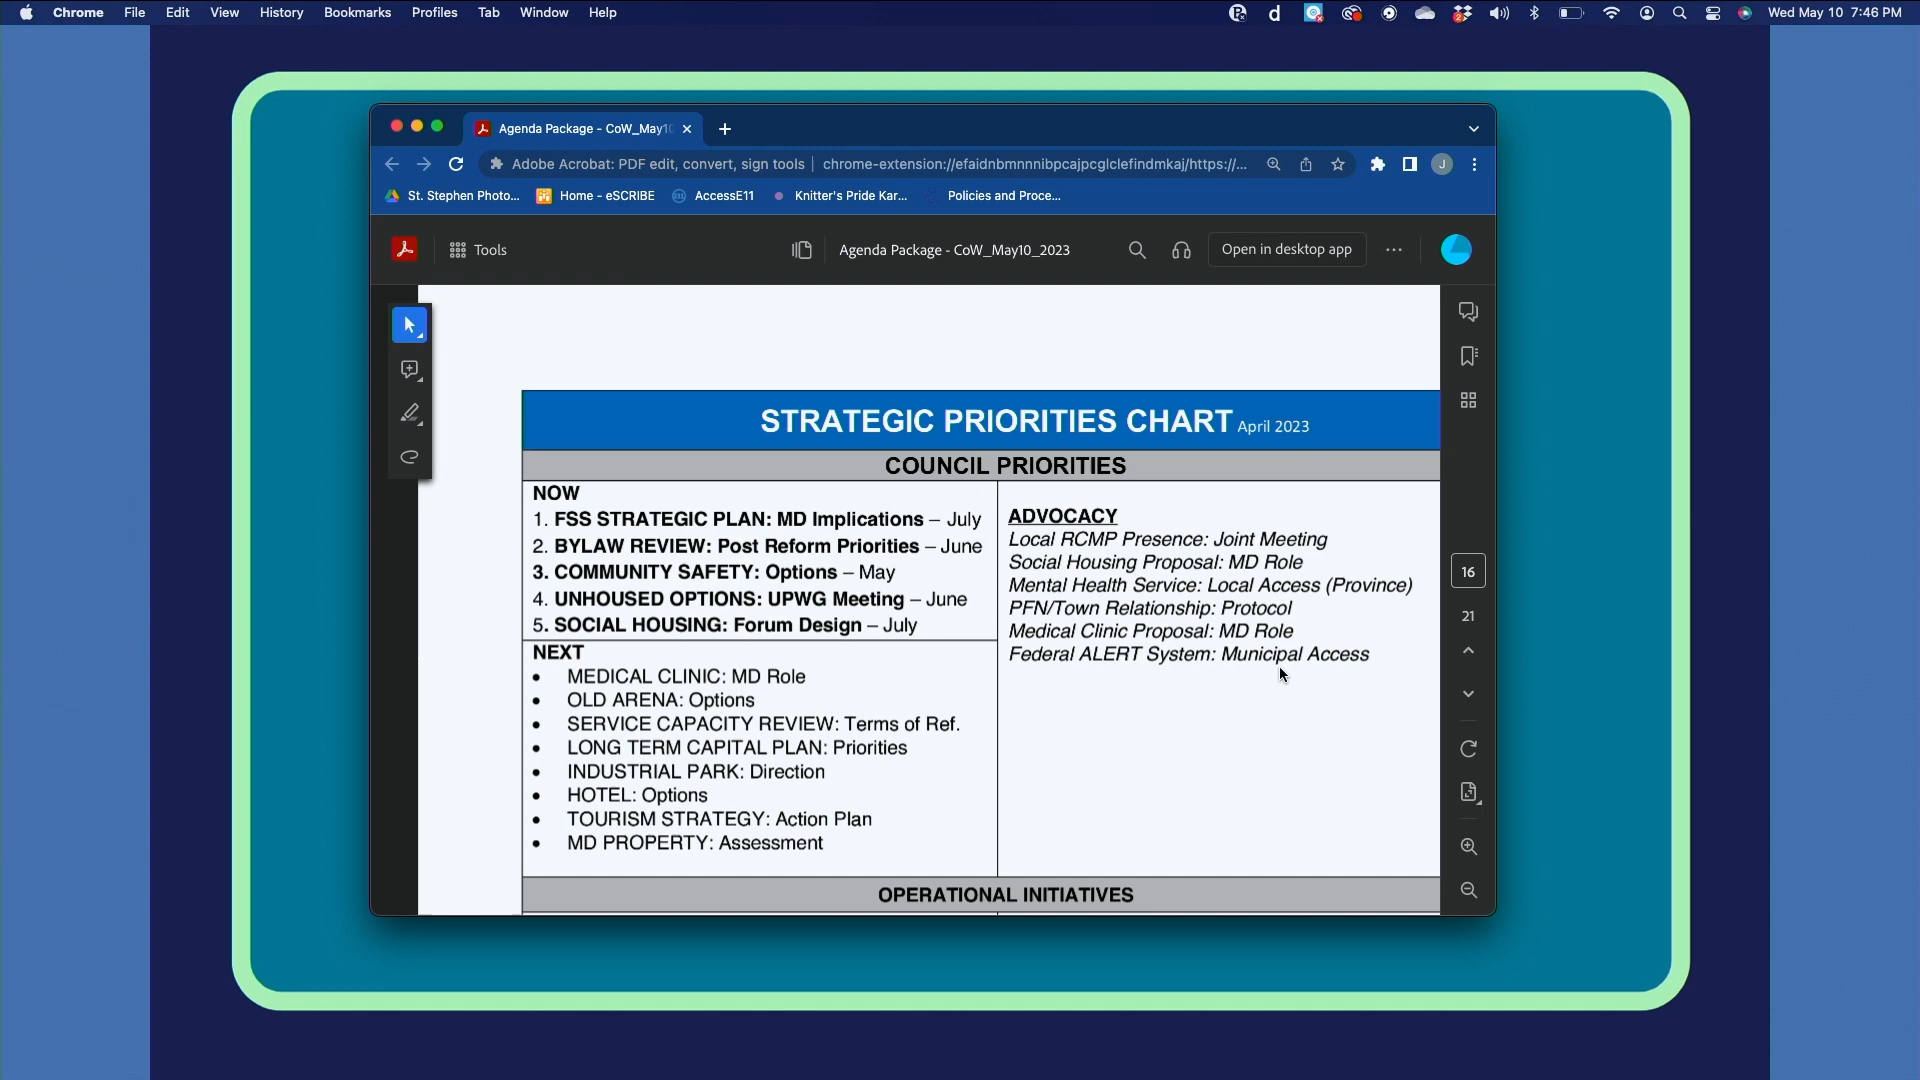 Chrome File Edit View History Bookmarks Profiles Tab Window Help
Wed May 10 7:46 PM
Agenda Package - CoW_May1
Adobe Acrobat: PDF edit, convert, sign tools | chrome-extension://efaidnbmnnnibpcajpcglclefindmkaj/https://...
J
St. Stephen Photo... Home - eSCRIBE AccessE11 Knitter's Pride Kar... Policies and Proce...
Tools
Agenda Package - CoW_May10_2023
Open in desktop app
STRATEGIC PRIORITIES CHART April 2023
COUNCIL PRIORITIES
NOW
1. FSS STRATEGIC PLAN: MD Implications – July
2. BYLAW REVIEW: Post Reform Priorities – June
3. COMMUNITY SAFETY: Options – May
4. UNHOUSED OPTIONS: UPWG Meeting – June
5. SOCIAL HOUSING: Forum Design – July
NEXT
• MEDICAL CLINIC: MD Role
• OLD ARENA: Options
• SERVICE CAPACITY REVIEW: Terms of Ref.
• LONG TERM CAPITAL PLAN: Priorities
• INDUSTRIAL PARK: Direction
• HOTEL: Options
• TOURISM STRATEGY: Action Plan
• MD PROPERTY: Assessment
ADVOCACY
Local RCMP Presence: Joint Meeting
Social Housing Proposal: MD Role
Mental Health Service: Local Access (Province)
PFN/Town Relationship: Protocol
Medical Clinic Proposal: MD Role
Federal ALERT System: Municipal Access
OPERATIONAL INITIATIVES
16
21